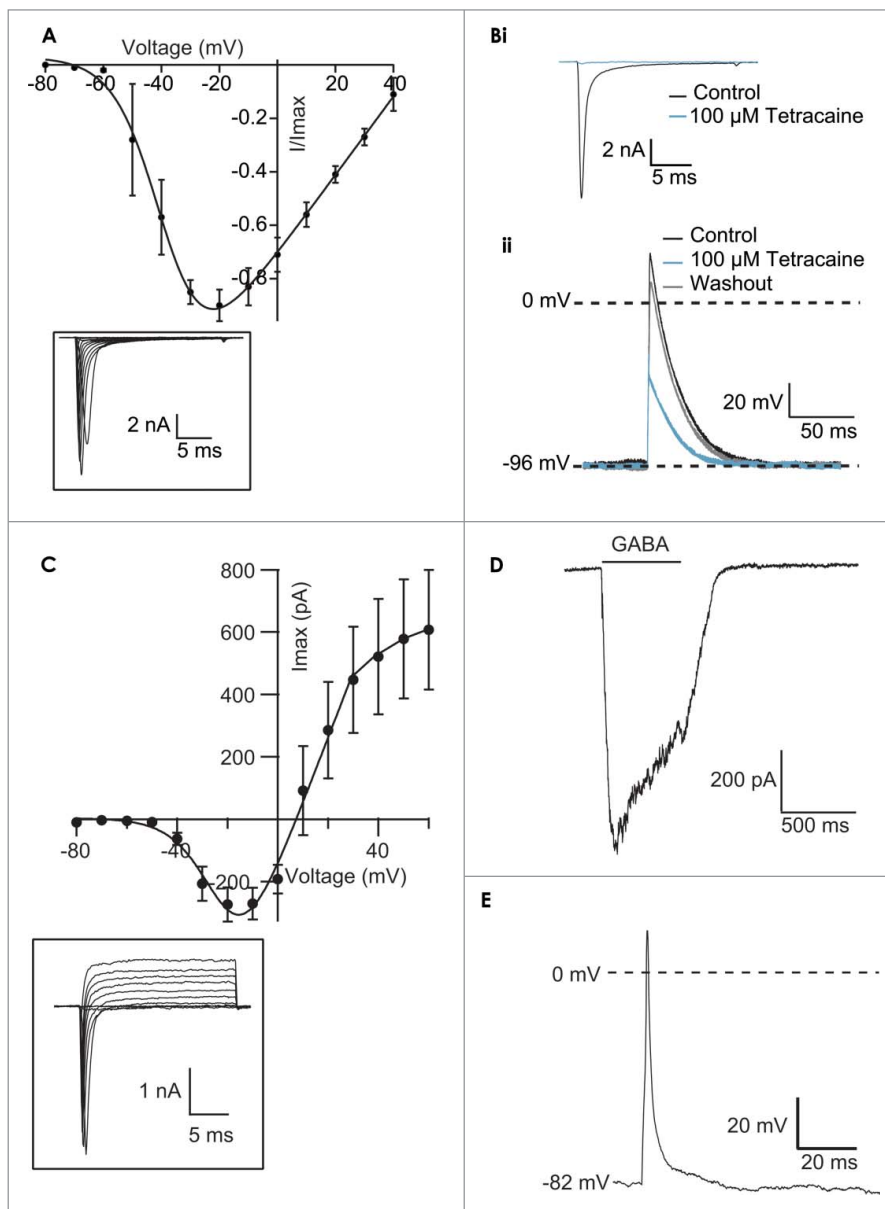 A
Voltage (mV)
-80 -60 -40 -20 20 40
-0.2
-0.4
-0.6
-0.8
I/Imax
2 nA
5 ms
Bi
Control
100 µM Tetracaine
2 nA
5 ms
ii
Control
100 µM Tetracaine
Washout
0 mV
20 mV
50 ms
-96 mV
C
800
600
400
200
-200
Imax (pA)
-80 -40 40
Voltage (mV)
1 nA
5 ms
D
GABA
200 pA
500 ms
E
0 mV
20 mV
20 ms
-82 mV